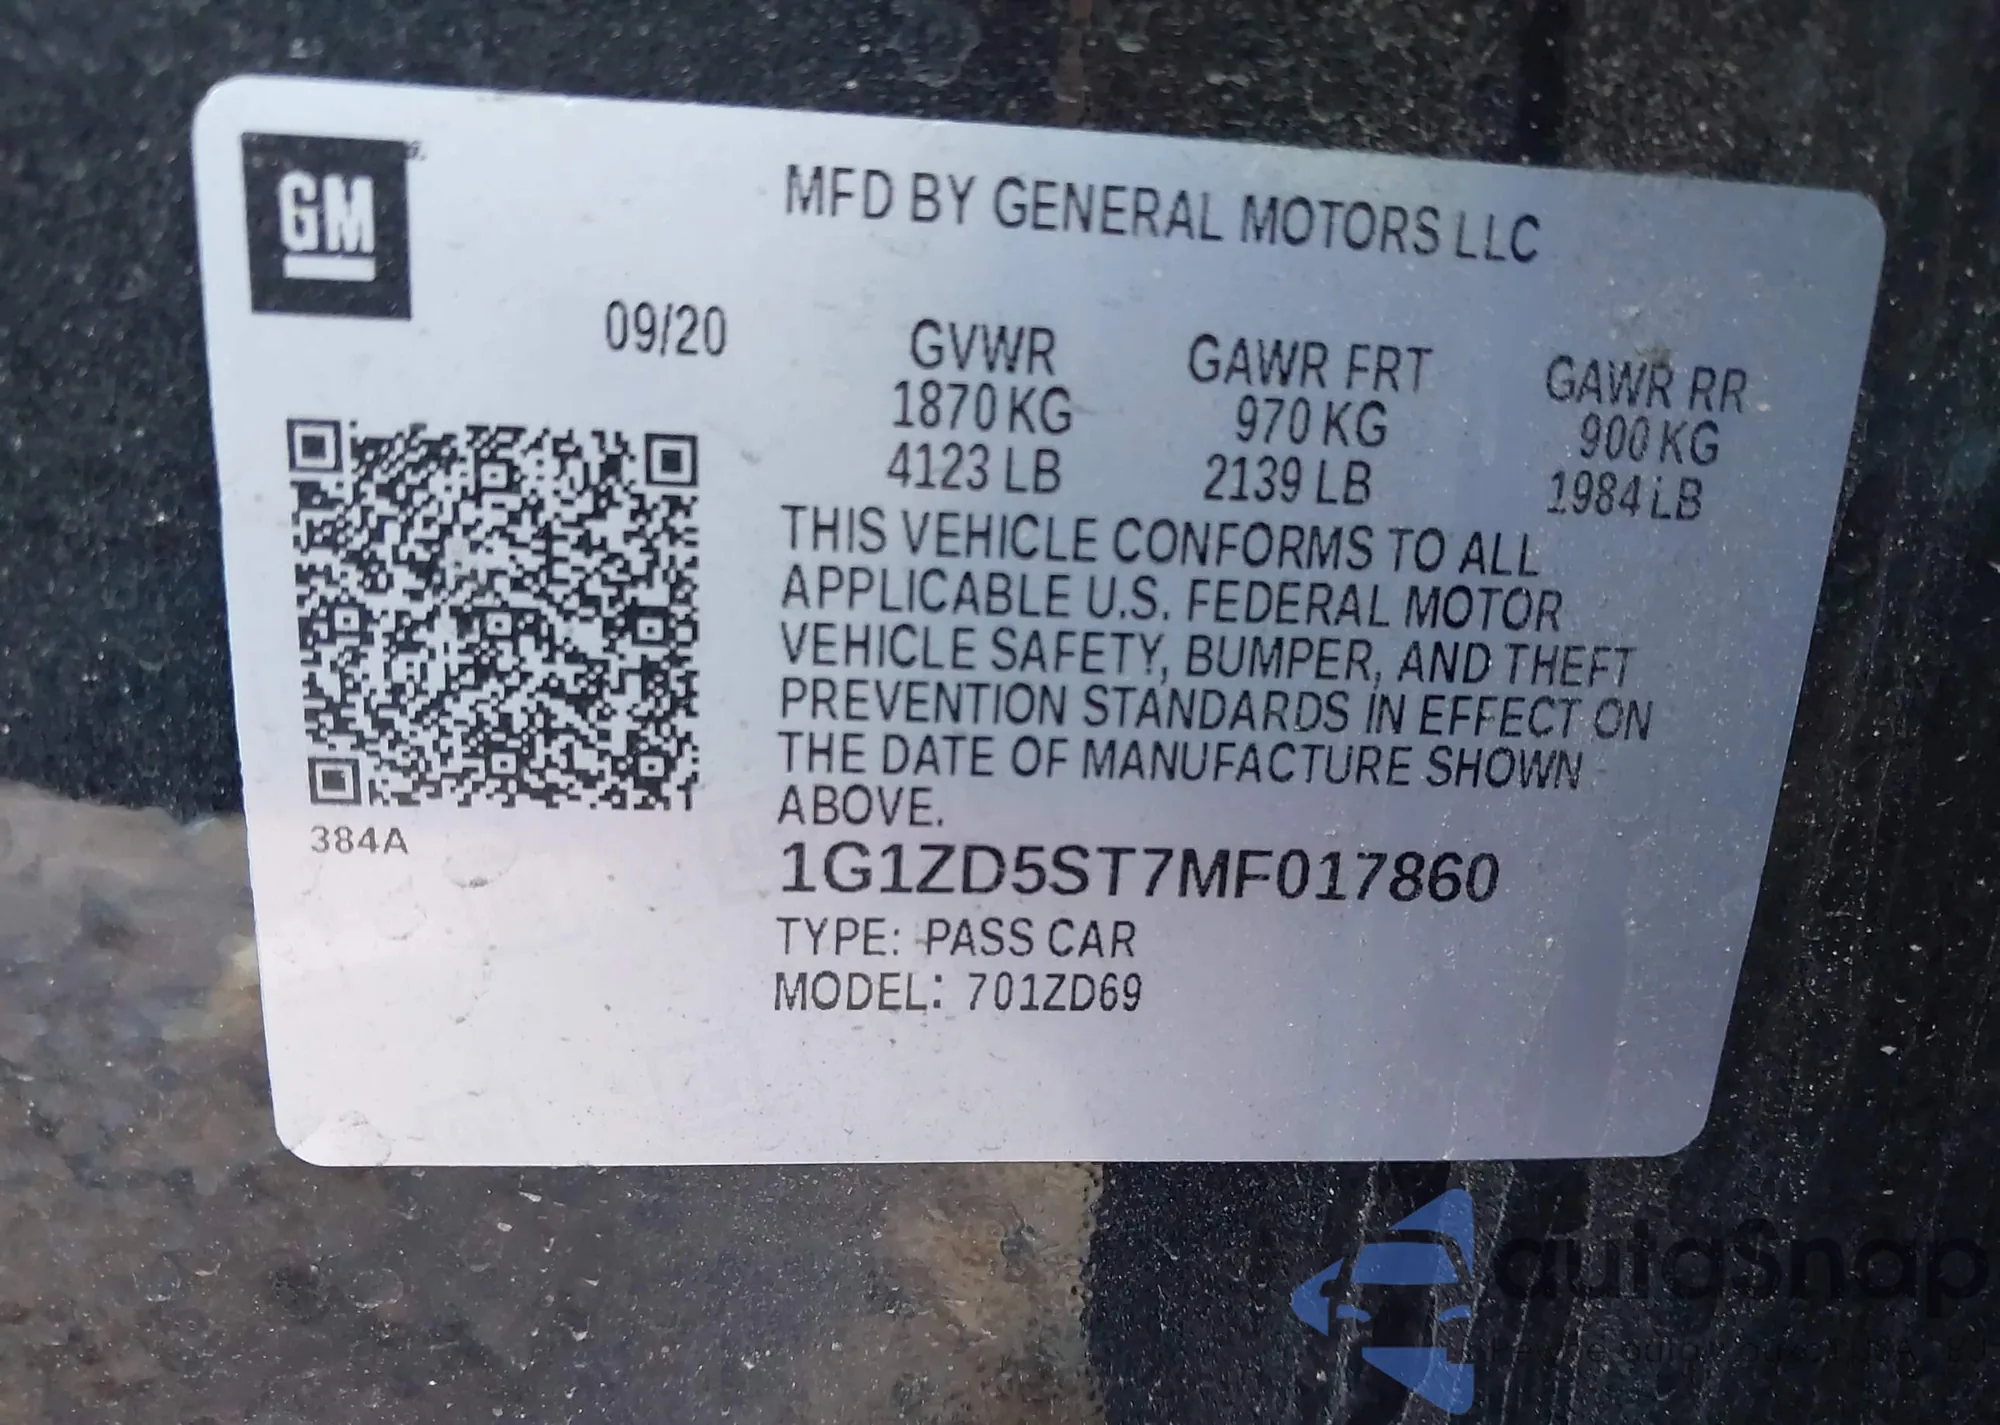 GM
MFD BY GENERAL MOTORS LLC
09/20
GVWR GAWR FRT GAWR RR
1870 KG 970 KG 900 KG
4123 LB 2139 LB 1984 LB
THIS VEHICLE CONFORMS TO ALL
APPLICABLE U.S. FEDERAL MOTOR
VEHICLE SAFETY, BUMPER, AND THEFT
PREVENTION STANDARDS IN EFFECT ON
THE DATE OF MANUFACTURE SHOWN
ABOVE.
384A
1G1ZD5ST7MF017860
TYPE: PASS CAR
MODEL: 701ZD69
autoSnap